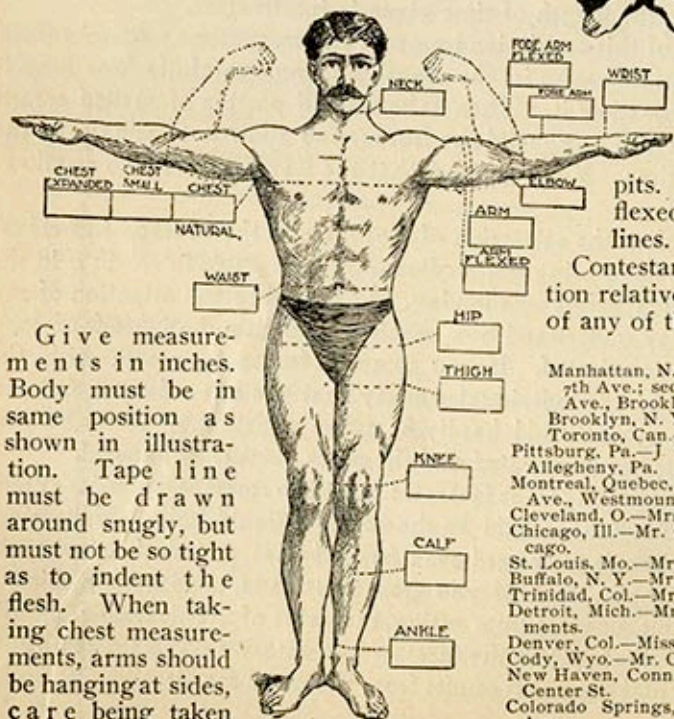 NECK
FORE ARM
FLEXED
FORE ARM
WRIST
CHEST
EXPANDED
CHEST
SMALL
CHEST
NATURAL
ELBOW
ARM
ARM
FLEXED
WAIST
HIP
THIGH
KNEE
CALF
ANKLE
Give measure-
ments in inches.
Body must be in
same position as
shown in illustra-
tion. Tape line
must be drawn
around snugly, but
must not be so tight
as to indent the
flesh. When tak-
ing chest measure-
ments, arms should
be hanging at sides,
care being taken
pits.
flexed
lines.
Contestan
tion relative
of any of t
Manhattan, N.
7th Ave.; sec
Ave., Brookl
Brooklyn, N. Y
Toronto, Can.
Pittsburg, Pa.—J
Allegheny, Pa.
Montreal, Quebec,
Ave., Westmoun
Cleveland, O.—Mr
Chicago, Ill.—Mr.
cago.
St. Louis, Mo.—Mr
Buffalo, N. Y.—Mr
Trinidad, Col.—Mr
Detroit, Mich.—Mr
ments.
Denver, Col.—Miss
Cody, Wyo.—Mr. C
New Haven, Conn
Center St.
Colorado Springs,